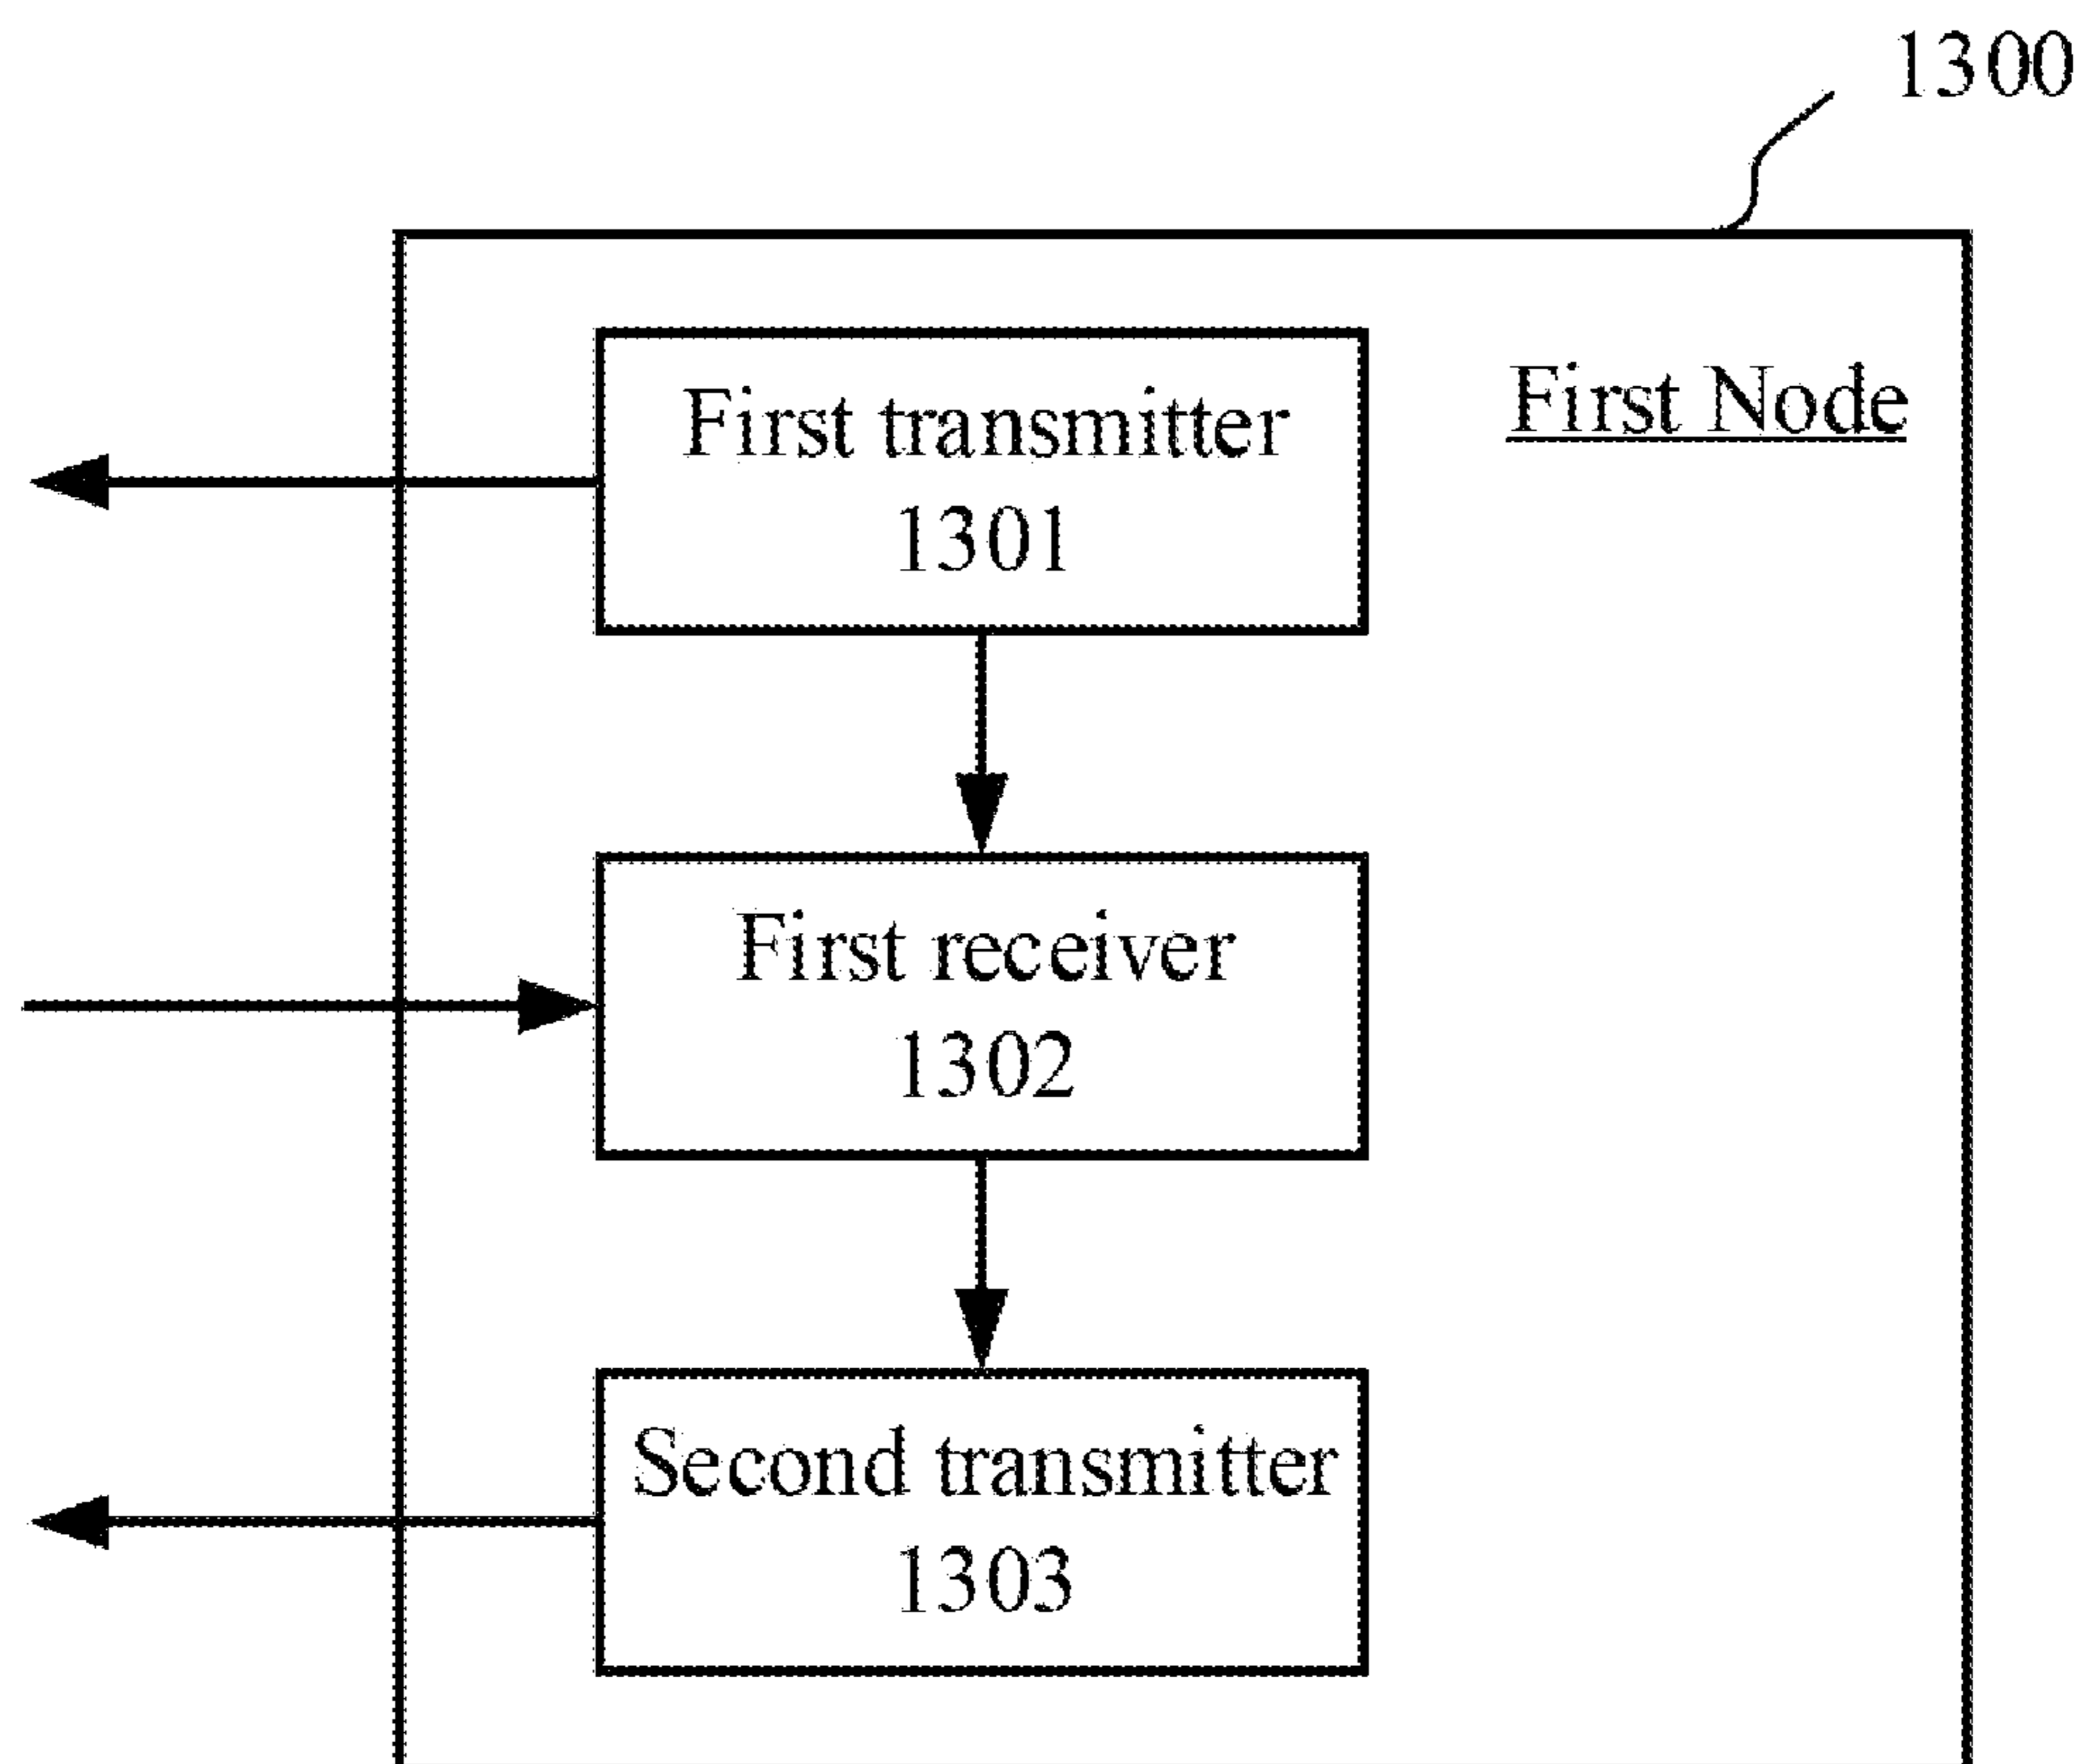 1300
First Node
First transmitter
1301
First receiver
1302
Second transmitter
1303